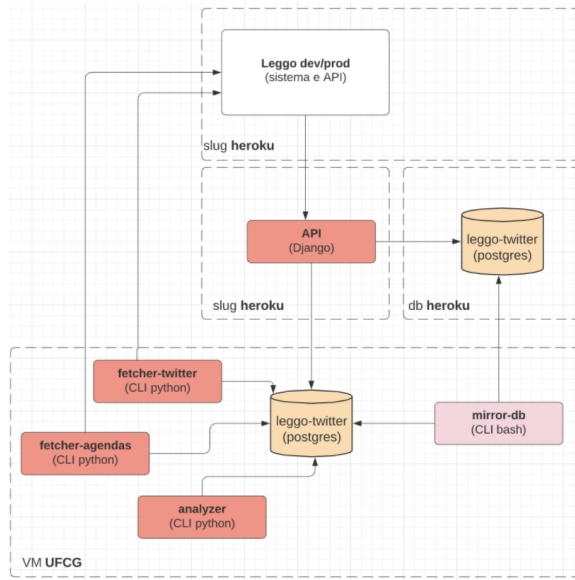 Leggo dev/prod
(sistema e API)
slug heroku
API
(Django)
slug heroku
leggo-twitter
(postgres)
db heroku
fetcher-twitter
(CLI python)
leggo-twitter
(postgres)
mirror-db
(CLI bash)
fetcher-agendas
(CLI python)
analyzer
(CLI python)
VM UFCG